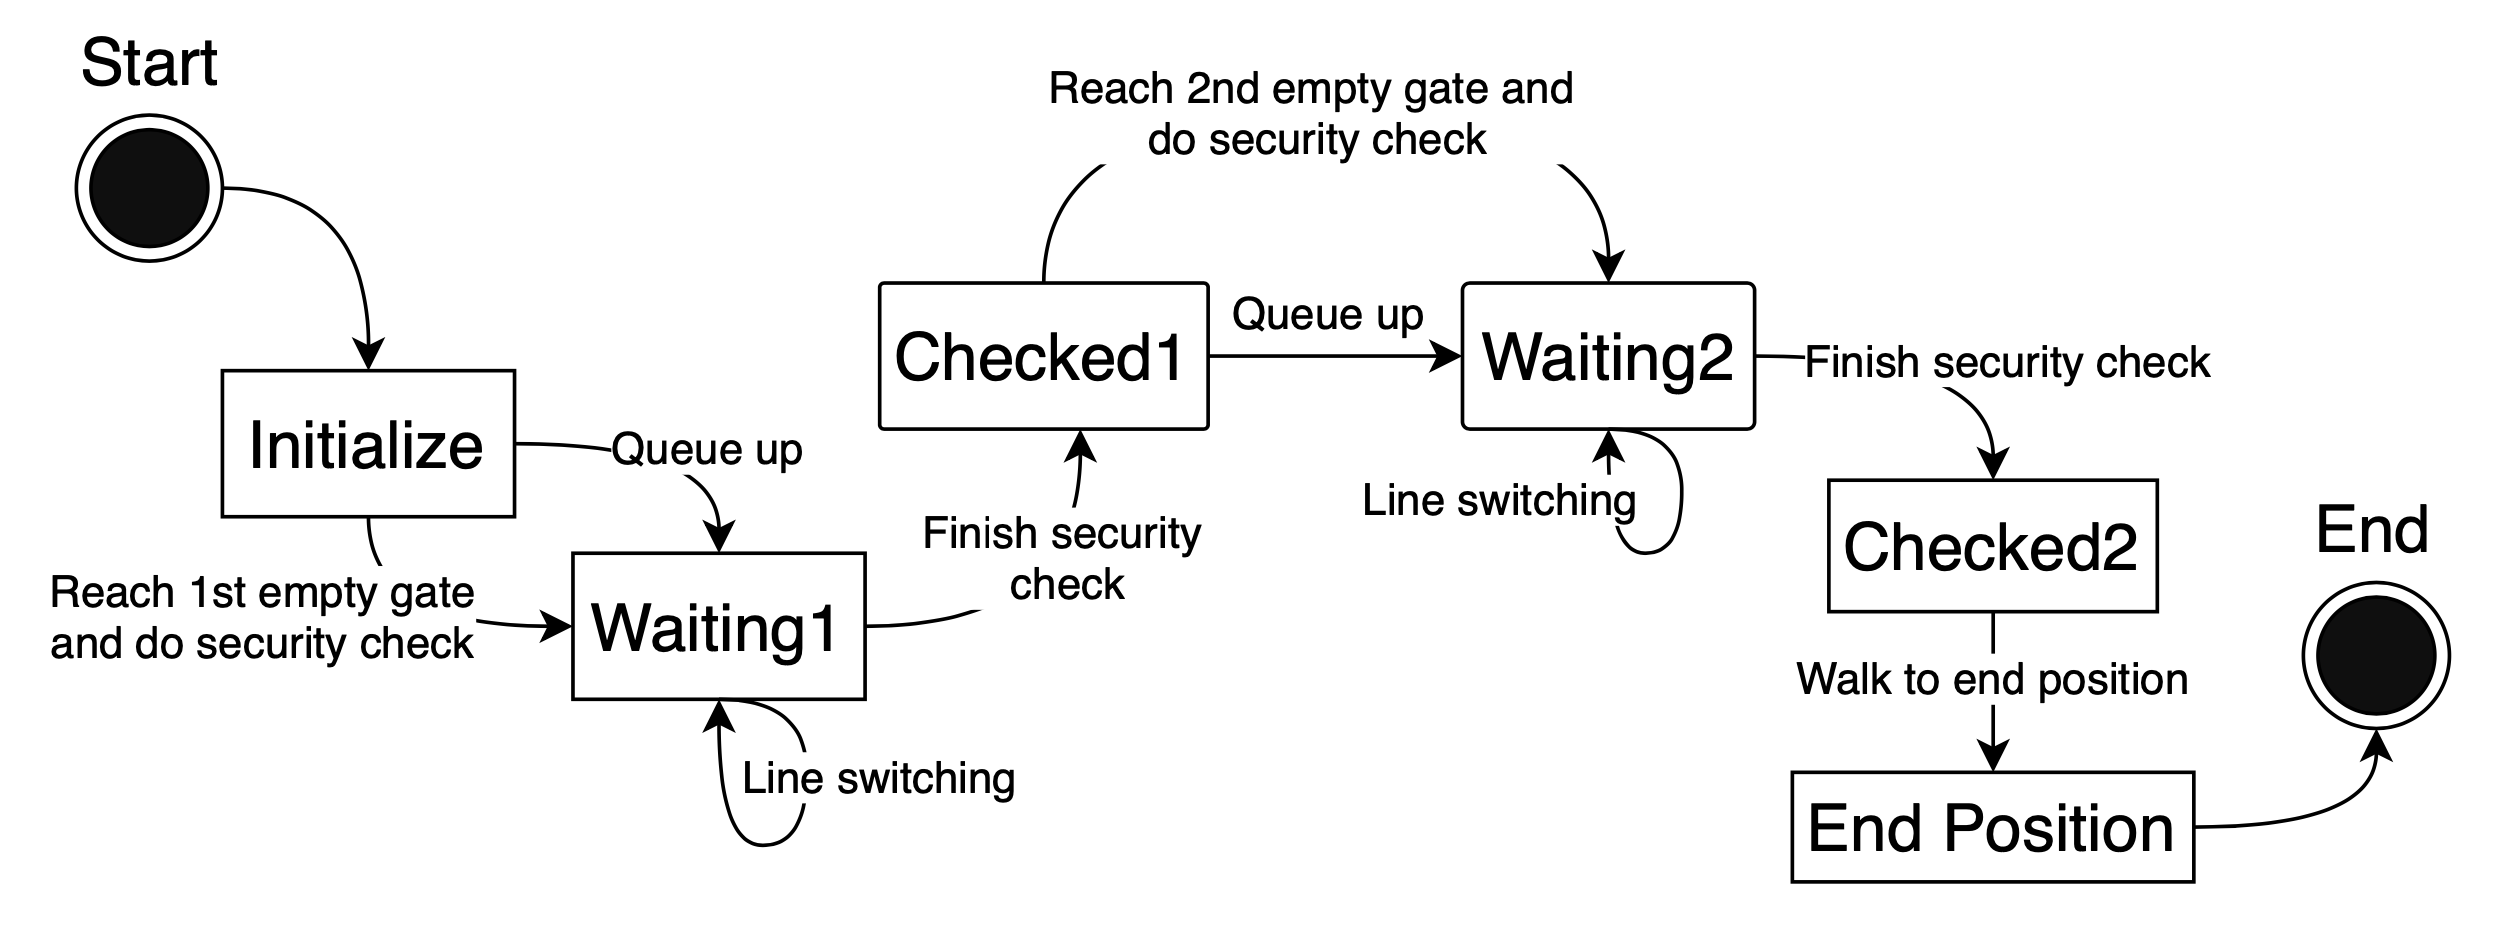 Start
Reach 2nd empty gate and
do security check
Checked1
Queue up
Waiting2
Finish security check
Initialize
Queue up
Line switching
Finish security
check
Checked2
End
Reach 1st empty gate
and do security check
Waiting1
Walk to end position
Line switching
End Position